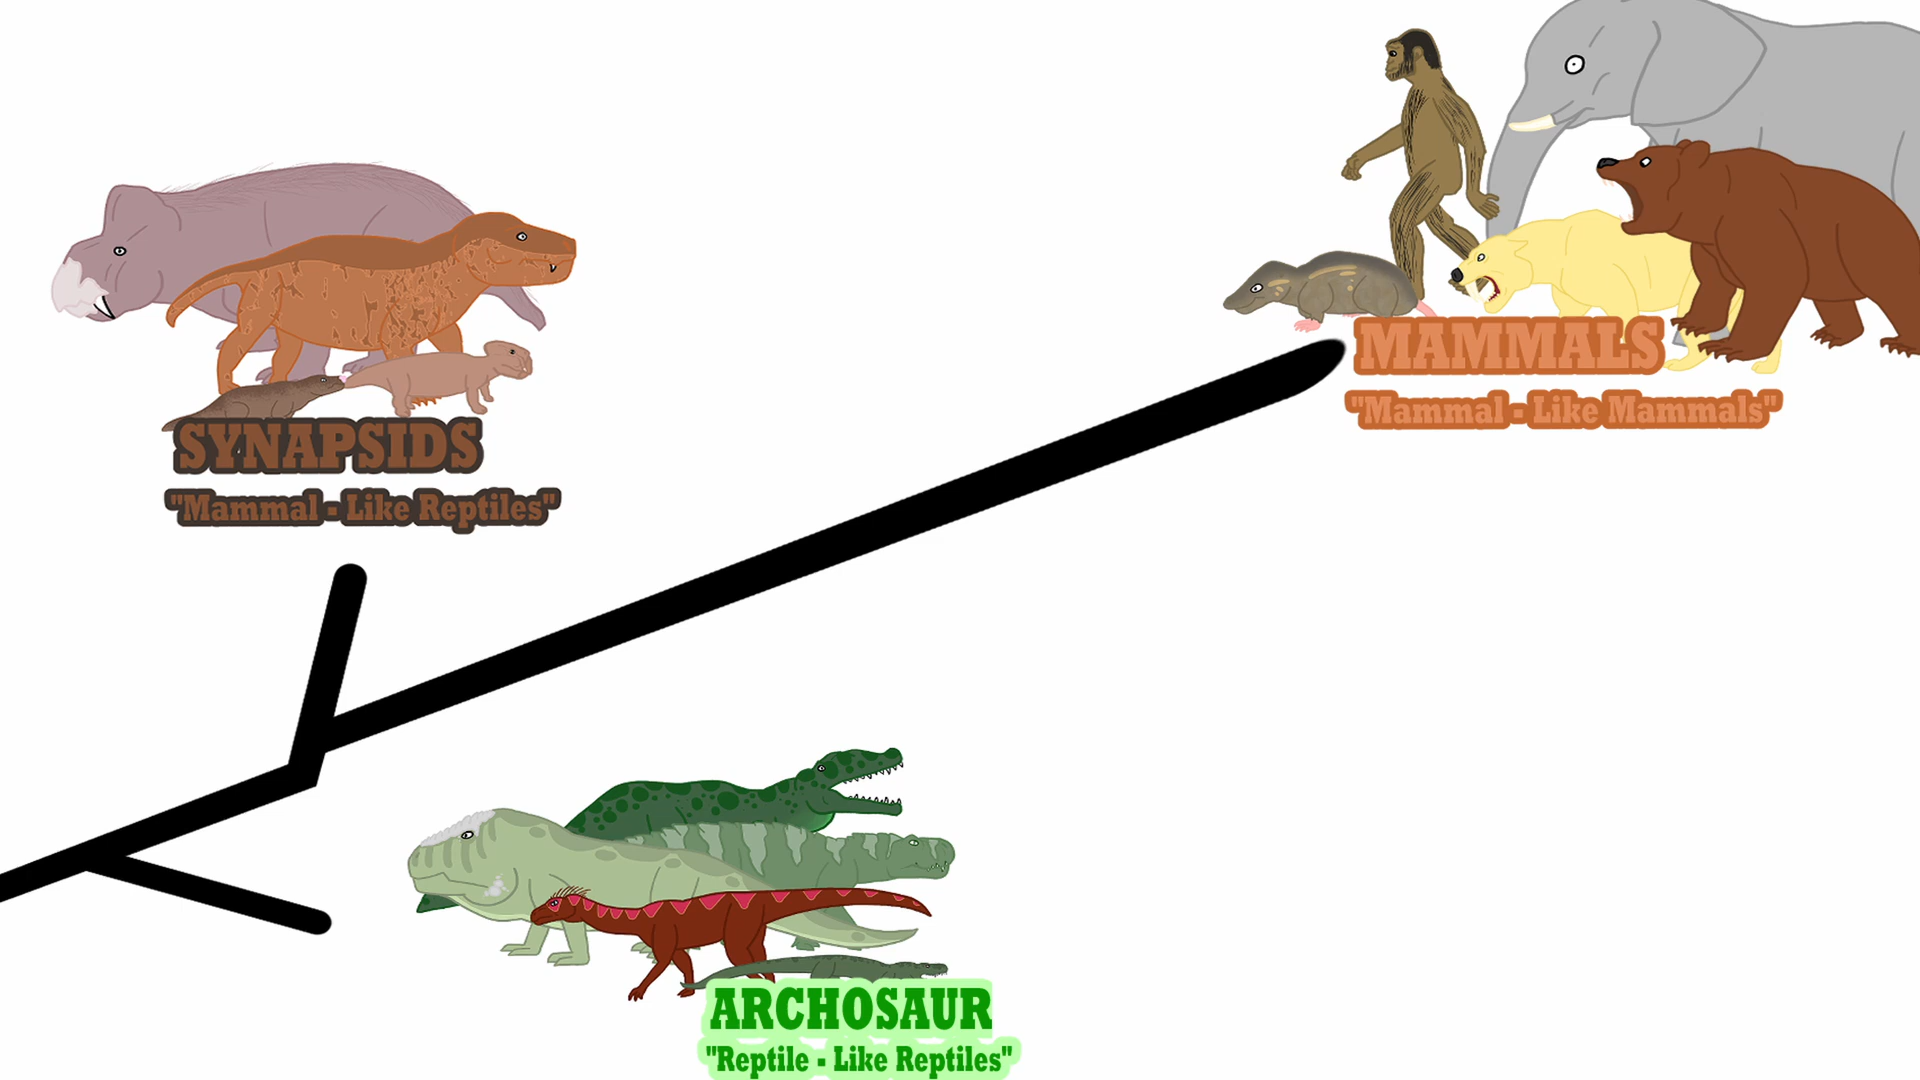 MAMMALS
"Mammal - Like Mammals"
SYNAPSIDS
"Mammal - Like Reptiles"
ARCHOSAUR
"Reptile - Like Reptiles"